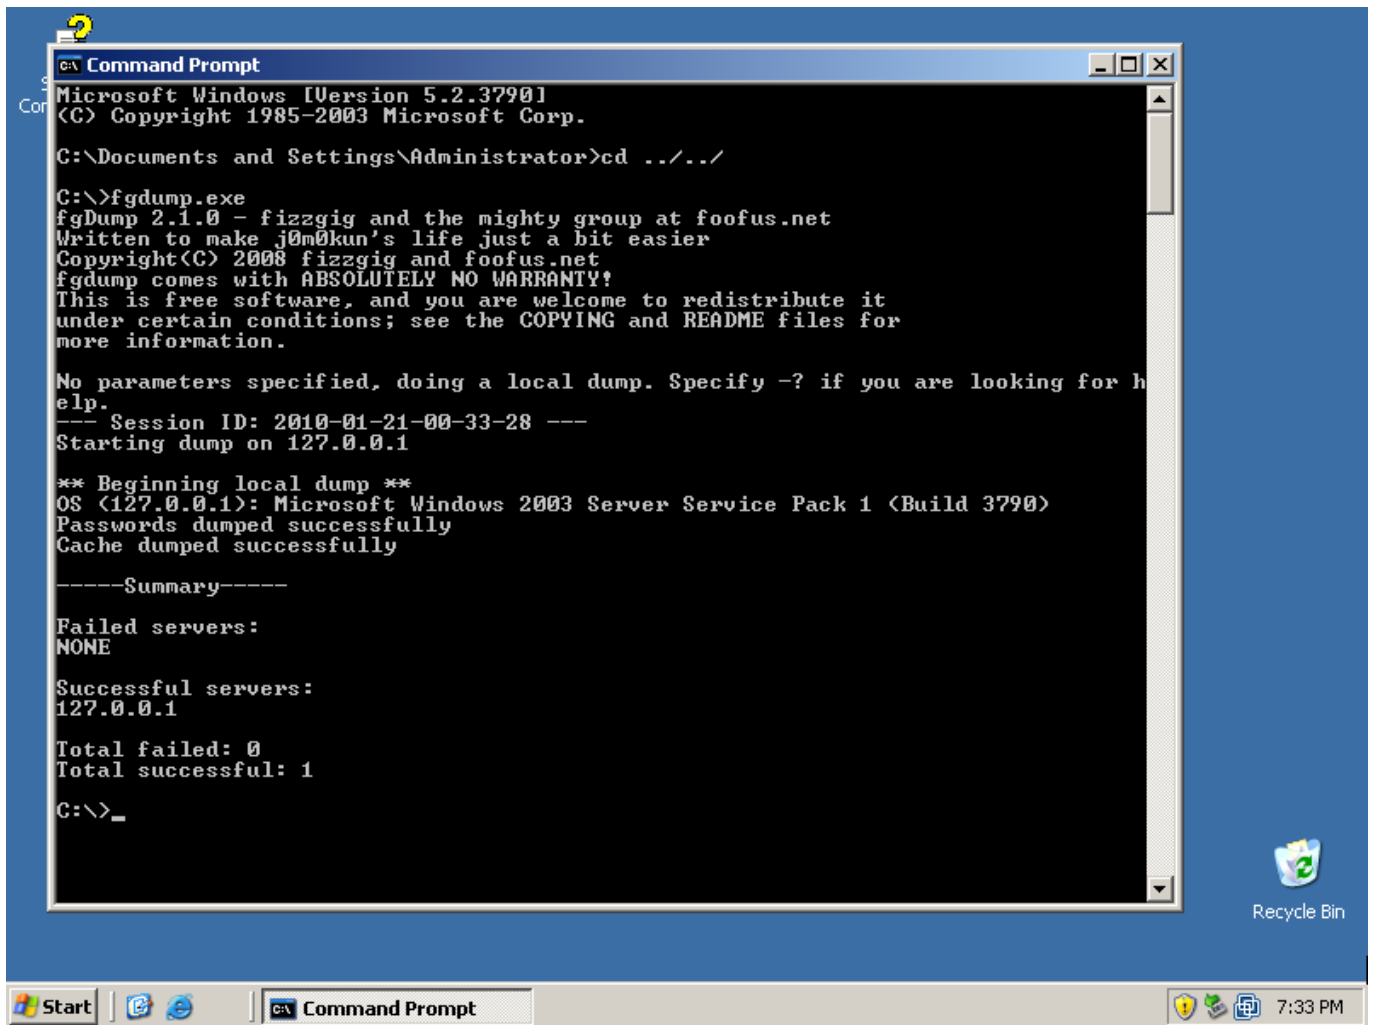 Command Prompt
Cor
Microsoft Windows [Version 5.2.3790]
(C) Copyright 1985-2003 Microsoft Corp.
C:\Documents and Settings\Administrator>cd ../../
C:\>fgdump.exe
fgDump 2.1.0 - fizzgig and the mighty group at foofus.net
Written to make j0m0kun's life just a bit easier
Copyright(C) 2008 fizzgig and foofus.net
fgdump comes with ABSOLUTELY NO WARRANTY!
This is free software, and you are welcome to redistribute it
under certain conditions; see the COPYING and README files for
more information.
No parameters specified, doing a local dump. Specify -? if you are looking for h
elp.
--- Session ID: 2010-01-21-00-33-28 ---
Starting dump on 127.0.0.1
** Beginning local dump **
OS (127.0.0.1): Microsoft Windows 2003 Server Service Pack 1 (Build 3790)
Passwords dumped successfully
Cache dumped successfully
-----Summary-----
Failed servers:
NONE
Successful servers:
127.0.0.1
Total failed: 0
Total successful: 1
C:\>_
Recycle Bin
Start
Command Prompt
7:33 PM